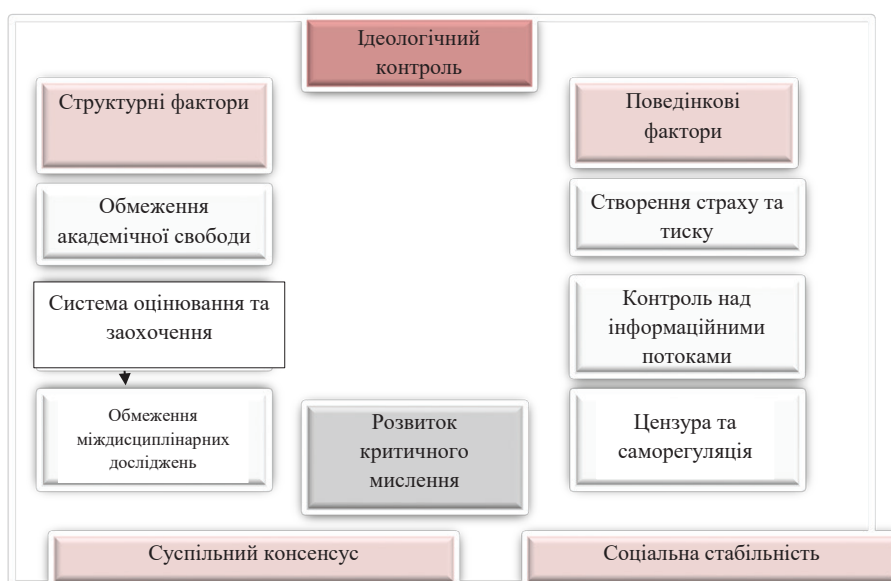 Ідеологічний
контроль
Структурні фактори
Поведінкові
фактори
Обмеження
академічної свободи
Створення страху та
тиску
Система оцінювання та
заохочення
Контроль над
інформаційними
потоками
Обмеження
міждисциплінарних
досліджень
Розвиток
критичного
мислення
Цензура та
саморегуляція
Суспільний консенсус
Соціальна стабільність